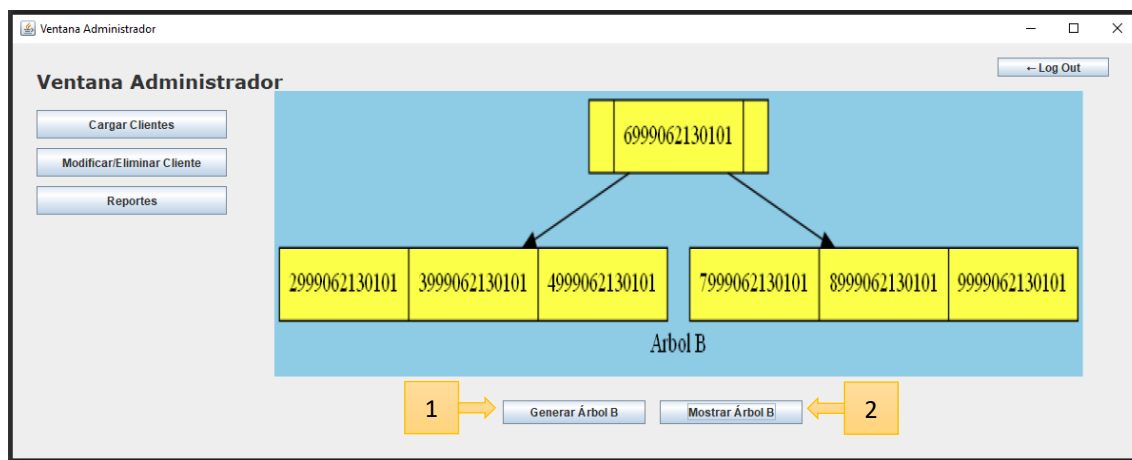 Ventana Administrador
← Log Out
Ventana Administrador
Cargar Clientes
Modificar/Eliminar Cliente
Reportes
6999062130101
2999062130101 3999062130101 4999062130101 7999062130101 8999062130101 9999062130101
Arbol B
1 Generar Árbol B Mostrar Árbol B 2